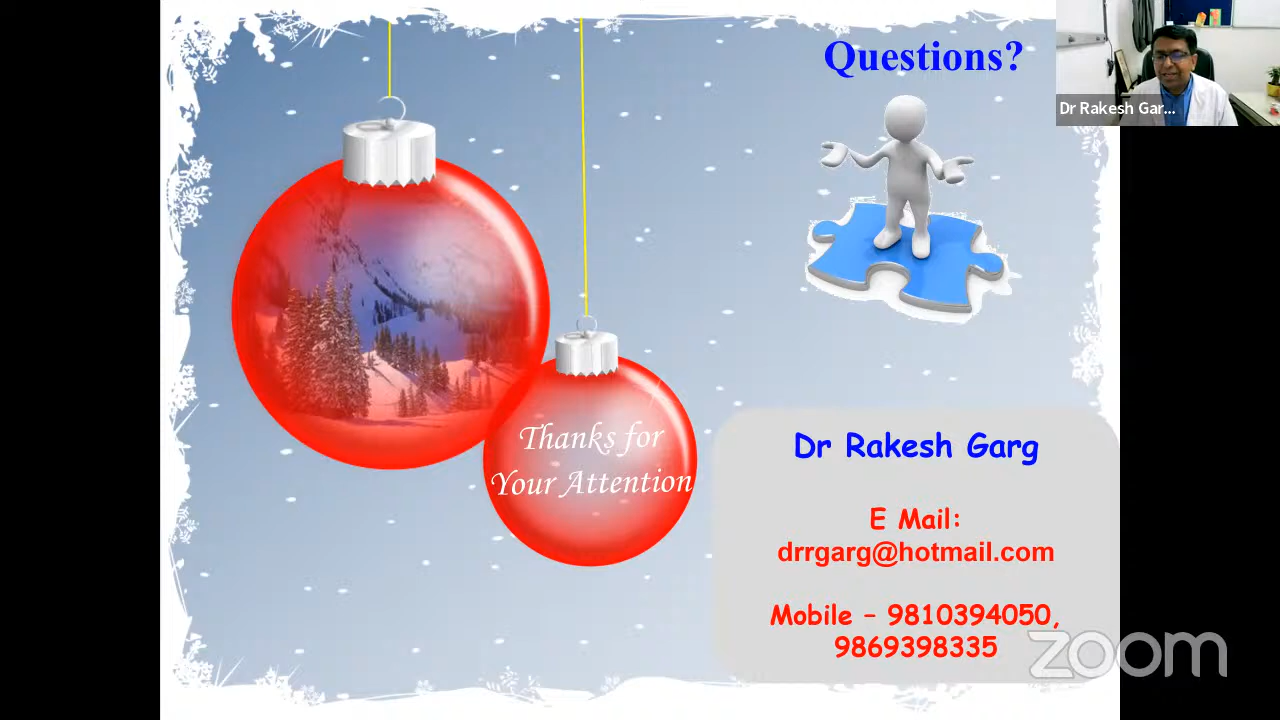 Questions?
Dr Rakesh Gar...
Thanks for
Your Attention
Dr Rakesh Garg
E Mail:
drrgarg@hotmail.com
Mobile – 9810394050,
9869398335
zoom